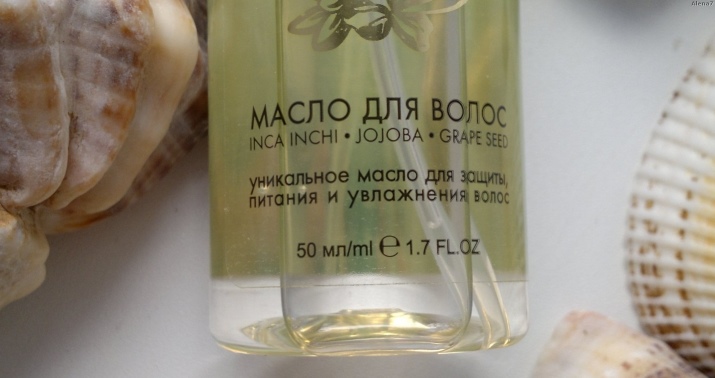 Alena7
МАСЛО ДЛЯ ВОЛОС
INCA INCHI • JOJOBA • GRAPE SEED
уникальное масло для защиты,
питания и увлажнения волос
50 мл/ml ℮ 1.7 FL.OZ